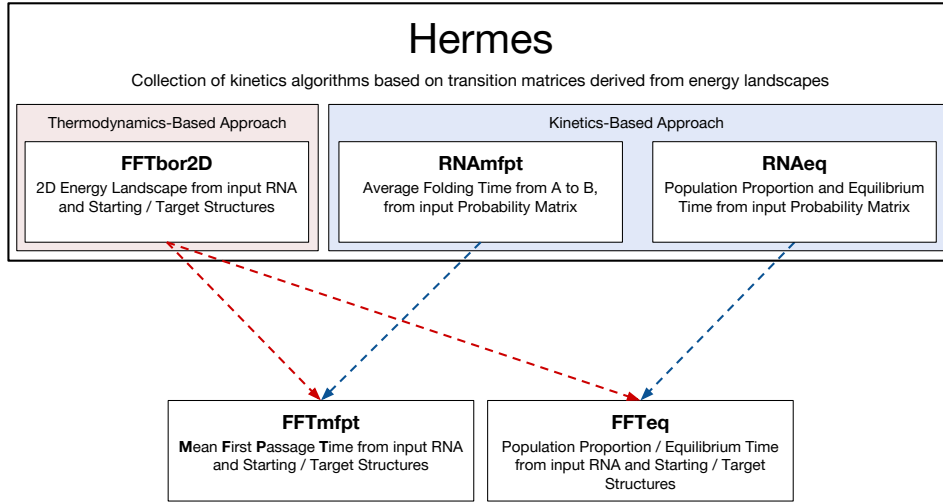 Hermes
Collection of kinetics algorithms based on transition matrices derived from energy landscapes
Thermodynamics-Based Approach
FFTbor2D
2D Energy Landscape from input RNA
and Starting / Target Structures
Kinetics-Based Approach
RNAmfpt
Average Folding Time from A to B,
from input Probability Matrix
RNAeq
Population Proportion and Equilibrium
Time from input Probability Matrix
FFTmfpt
Mean First Passage Time from input RNA
and Starting / Target Structures
FFTeq
Population Proportion / Equilibrium Time
from input RNA and Starting / Target
Structures